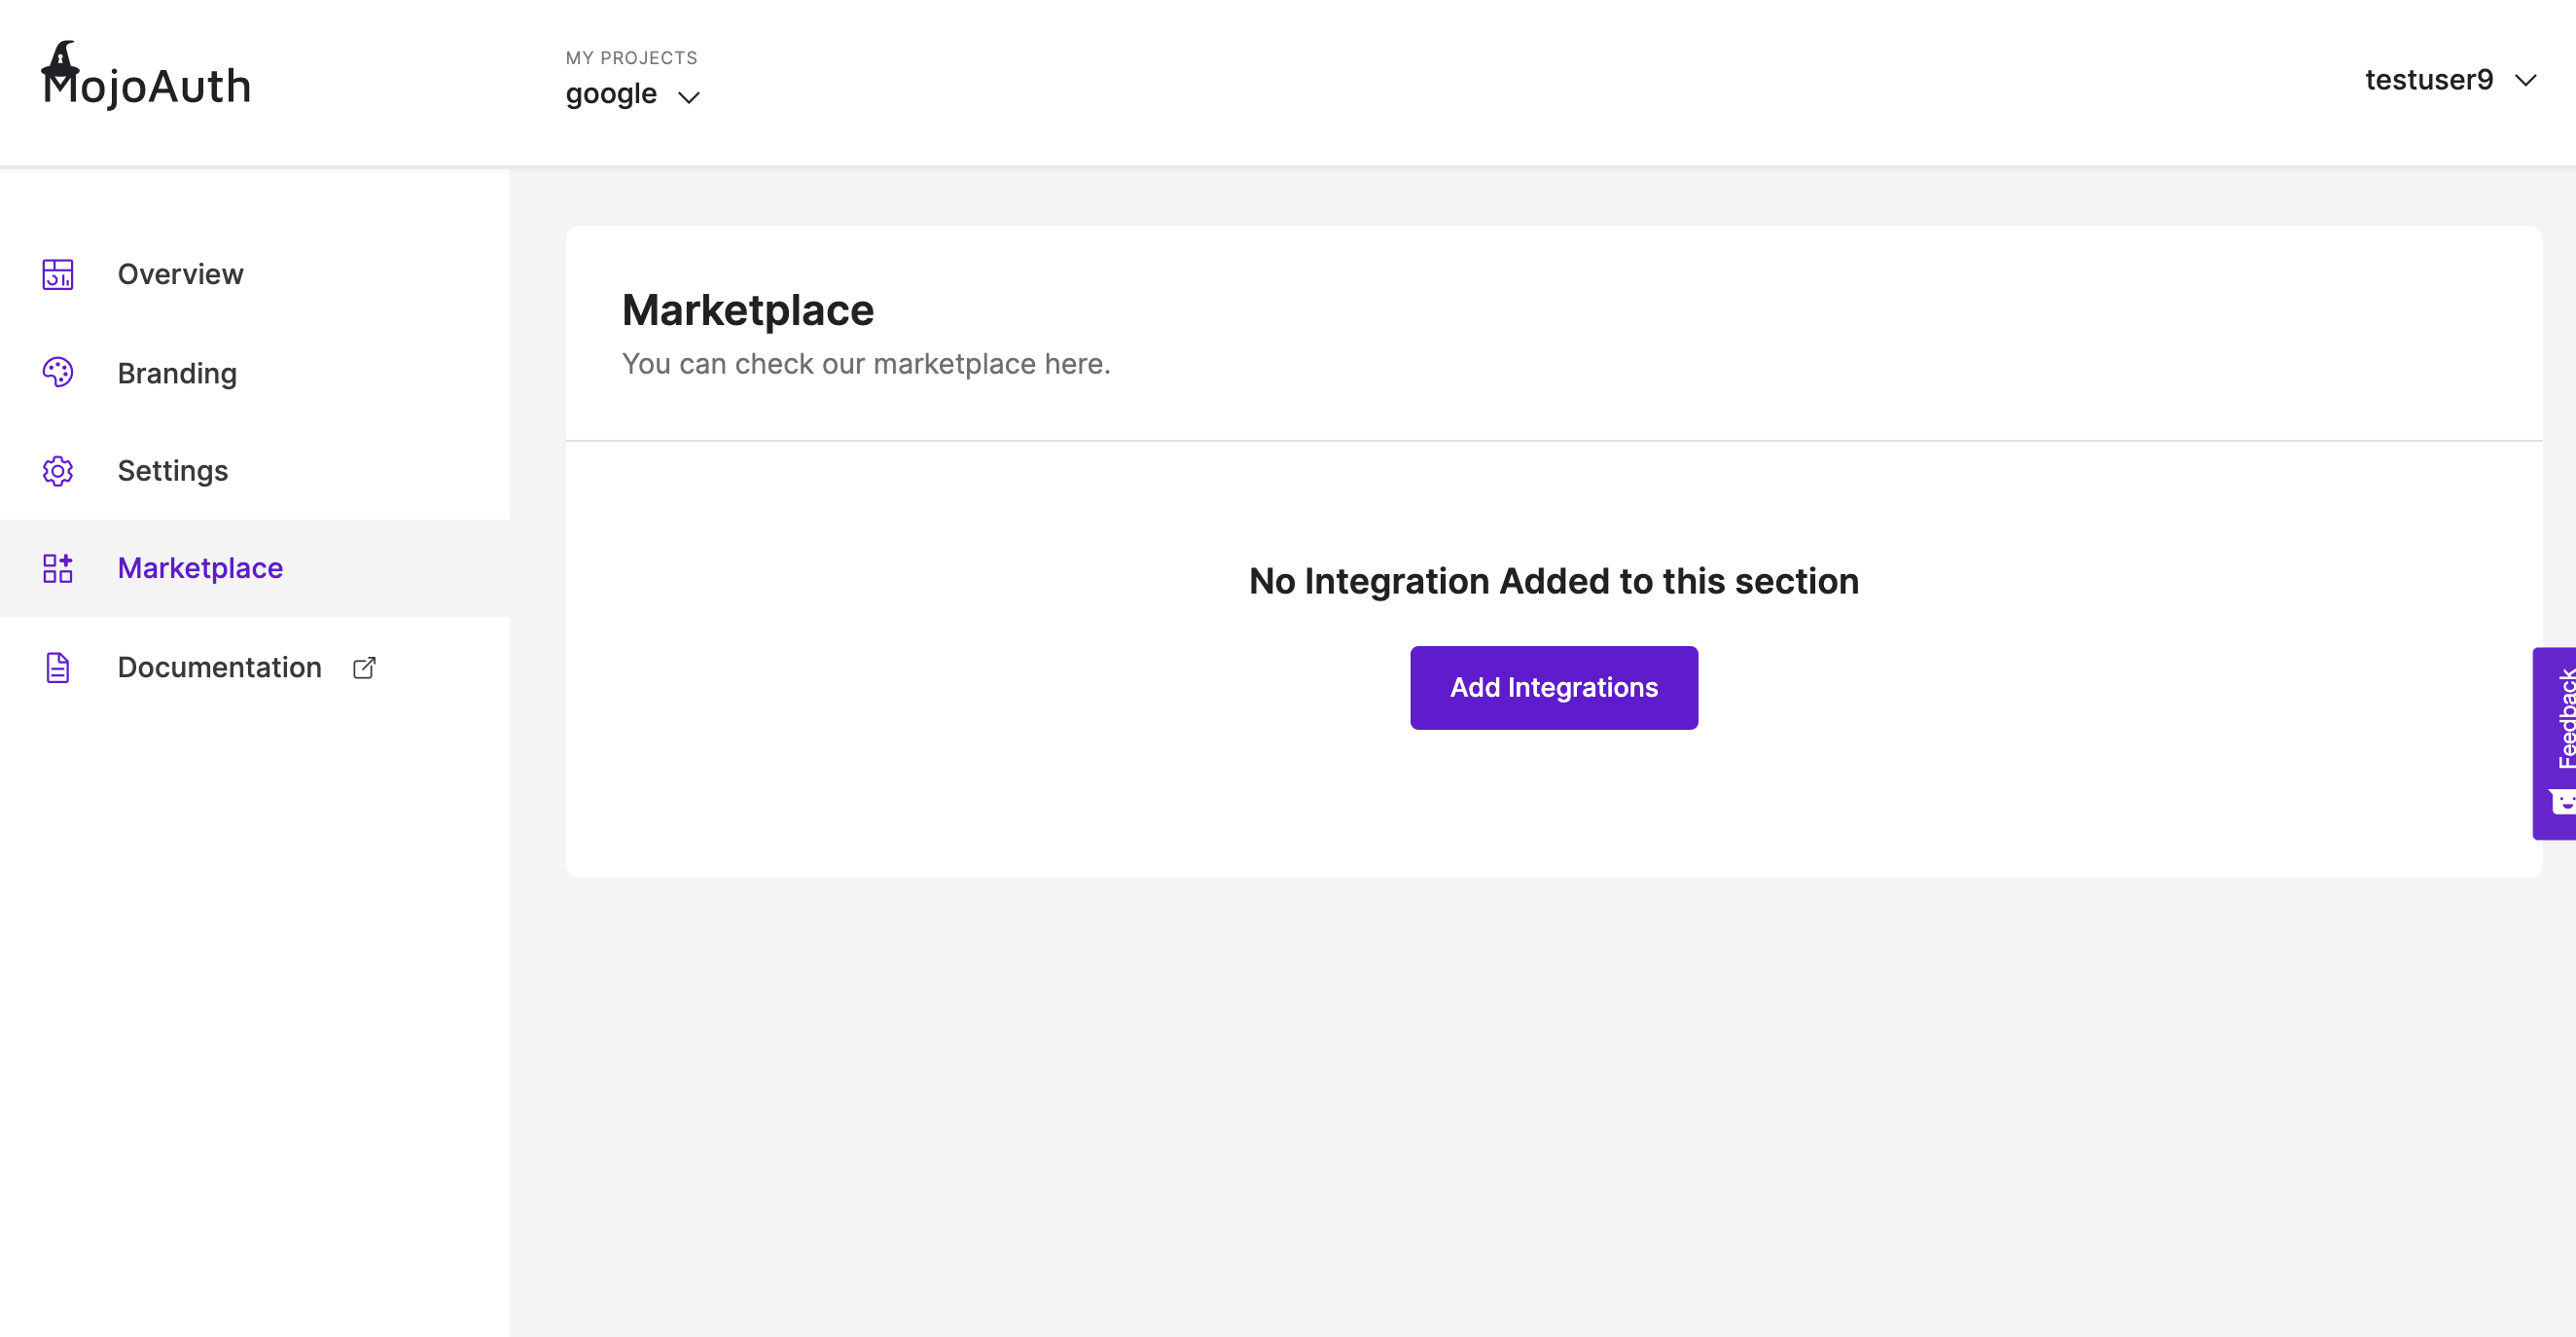 MojoAuth
MY PROJECTS
google
testuser9
Overview
Branding
Settings
Marketplace
Documentation
Marketplace
You can check our marketplace here.
No Integration Added to this section
Add Integrations
Feedback